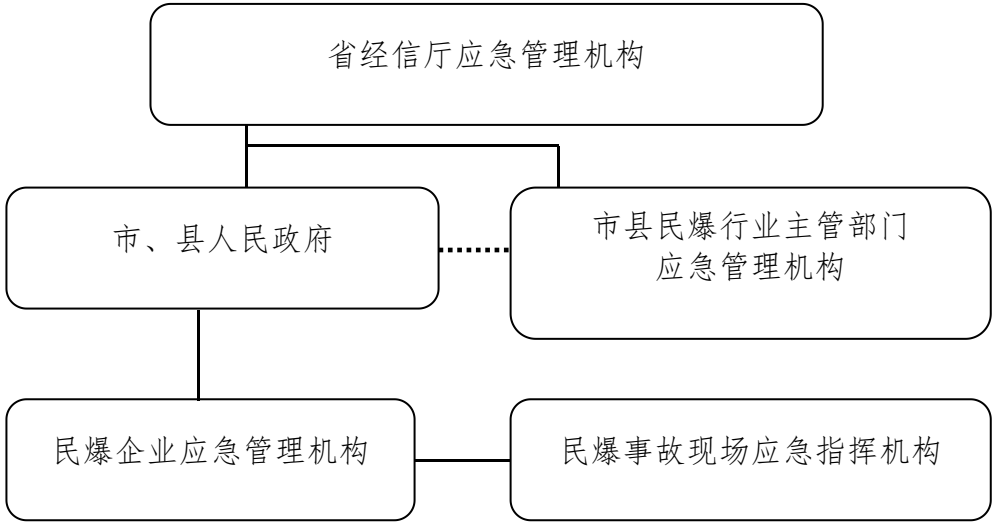 省经信厅应急管理机构
市、县人民政府
市县民爆行业主管部门
应急管理机构
民爆企业应急管理机构
民爆事故现场应急指挥机构